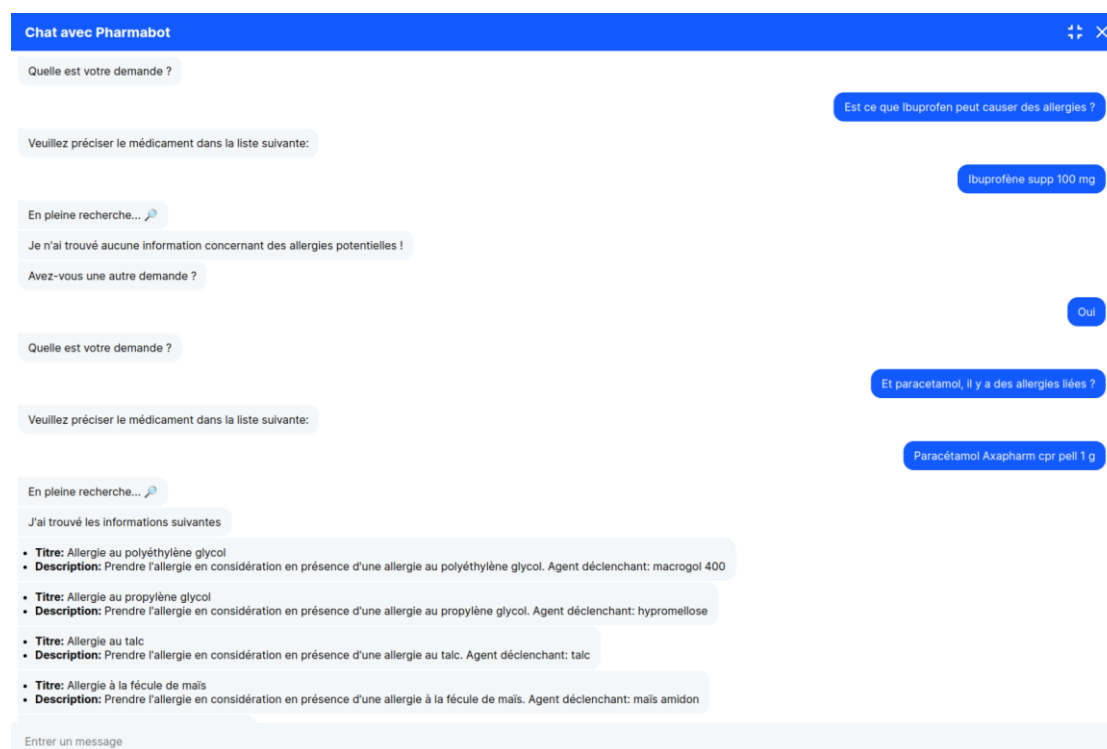 Chat avec Pharmabot
Quelle est votre demande ?
Est ce que Ibuprofen peut causer des allergies ?
Veuillez préciser le médicament dans la liste suivante:
Ibuprofène supp 100 mg
En pleine recherche... 🔎
Je n'ai trouvé aucune information concernant des allergies potentielles !
Avez-vous une autre demande ?
Oui
Quelle est votre demande ?
Et paracetamol, il y a des allergies liées ?
Veuillez préciser le médicament dans la liste suivante:
Paracétamol Axapharm cpr pell 1 g
En pleine recherche... 🔎
J'ai trouvé les informations suivantes
• Titre: Allergie au polyéthylène glycol
• Description: Prendre l'allergie en considération en présence d'une allergie au polyéthylène glycol. Agent déclenchant: macrogol 400
• Titre: Allergie au propylène glycol
• Description: Prendre l'allergie en considération en présence d'une allergie au propylène glycol. Agent déclenchant: hypromellose
• Titre: Allergie au talc
• Description: Prendre l'allergie en considération en présence d'une allergie au talc. Agent déclenchant: talc
• Titre: Allergie à la fécule de maïs
• Description: Prendre l'allergie en considération en présence d'une allergie à la fécule de maïs. Agent déclenchant: maïs amidon
Entrer un message